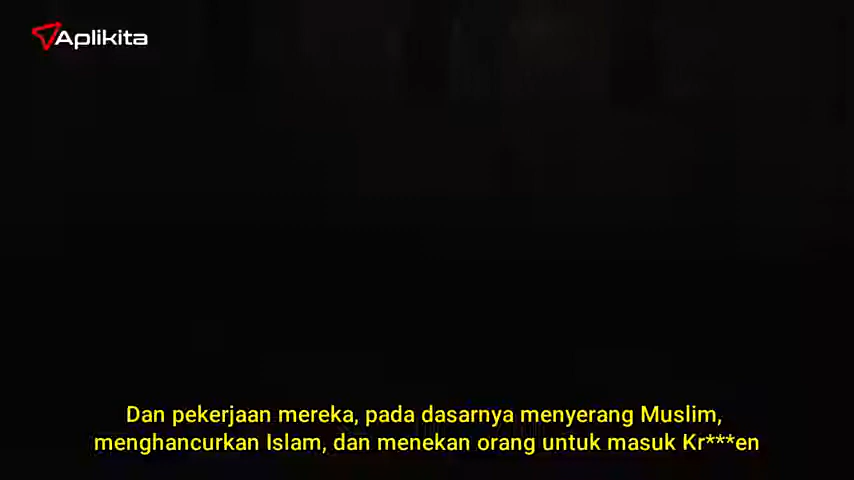 Aplikita
Dan pekerjaan mereka, pada dasarnya menyerang Muslim,
menghancurkan Islam, dan menekan orang untuk masuk Kr***en